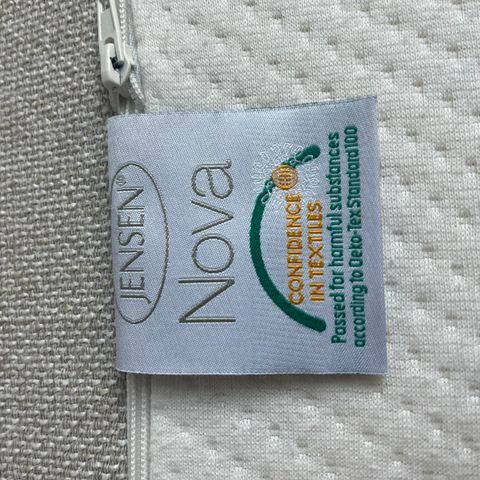 JENSEN®
Nova
CONFIDENCE
IN TEXTILES
Passed for harmful substances
according to Oeko-Tex Standard 100